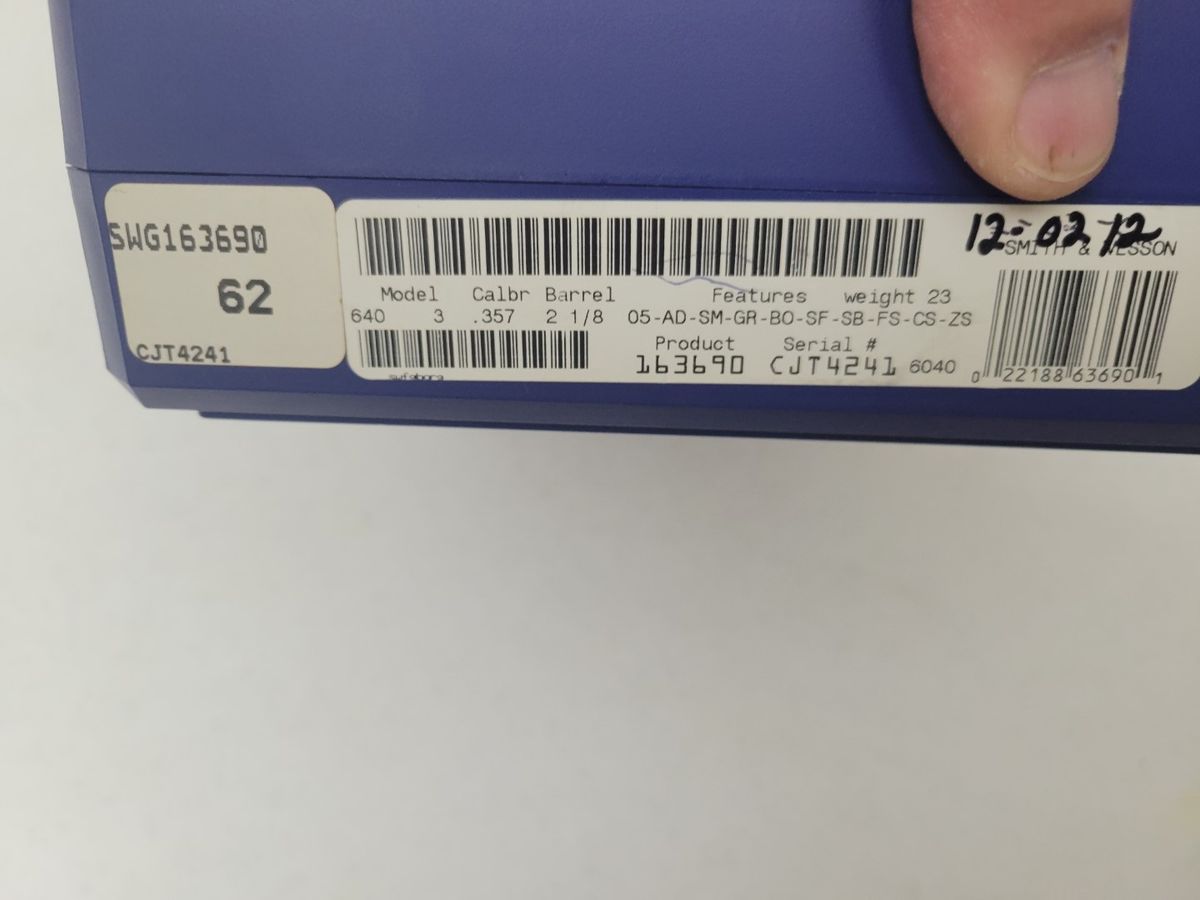 SWG163690
62
CJT4241
12-02-12
SMITH & WESSON
Model Calbr Barrel Features weight 23
640 3 .357 2 1/8 05-AD-SM-GR-BO-SF-SB-FS-CS-ZS
Product Serial #
163690 CJT4241 6040
0 22188 63690 1